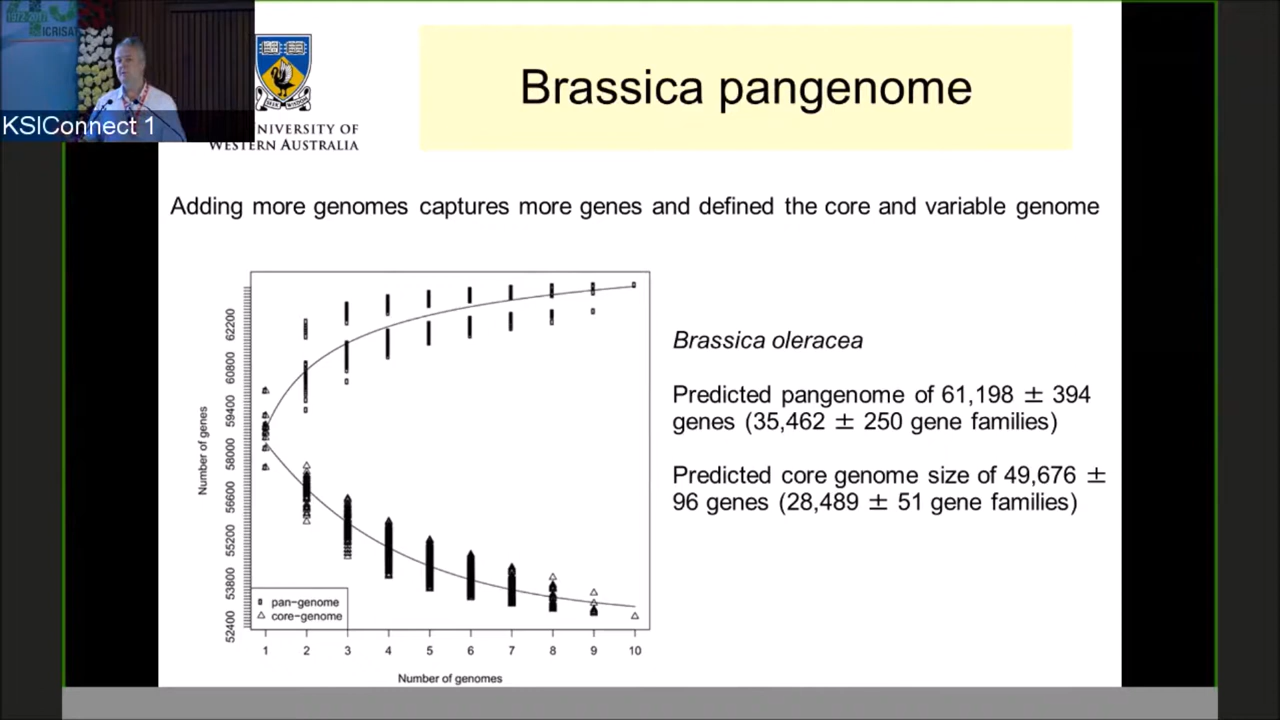 1972-2017
ICRISA
KSIConnect 1
UNIVERSITY OF
WESTERN AUSTRALIA
Brassica pangenome
Adding more genomes captures more genes and defined the core and variable genome
Number of genes
62200
60800
59400
58000
56600
55200
53800
52400
pan-genome
core-genome
1 2 3 4 5 6 7 8 9 10
Number of genomes
Brassica oleracea
Predicted pangenome of 61,198 ± 394
genes (35,462 ± 250 gene families)
Predicted core genome size of 49,676 ±
96 genes (28,489 ± 51 gene families)